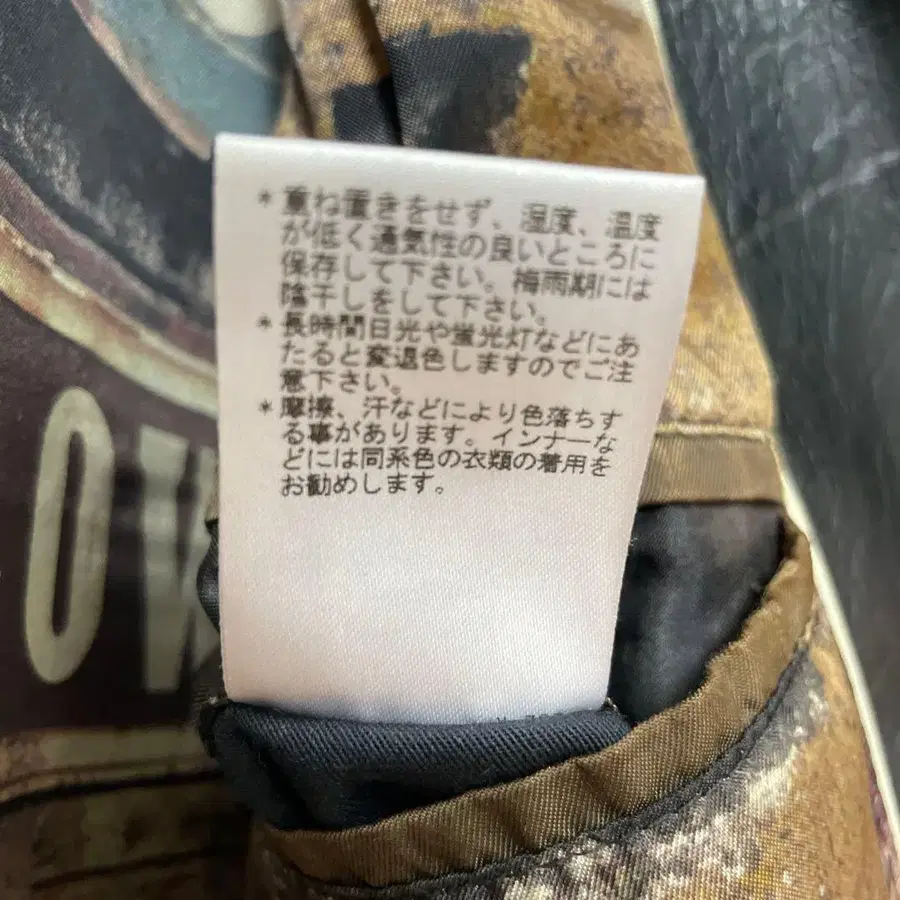 * 重ね置きをせず、湿度、温度
が低く通気性の良いところに
保存して下さい。梅雨期には
陰干しをして下さい。
* 長時間日光や蛍光灯などにあ
たると変退色しますのでご注
意下さい。
* 摩擦、汗などにより色落ちす
る事があります。インナーな
どには同系色の衣類の着用を
お勧めします。
OW